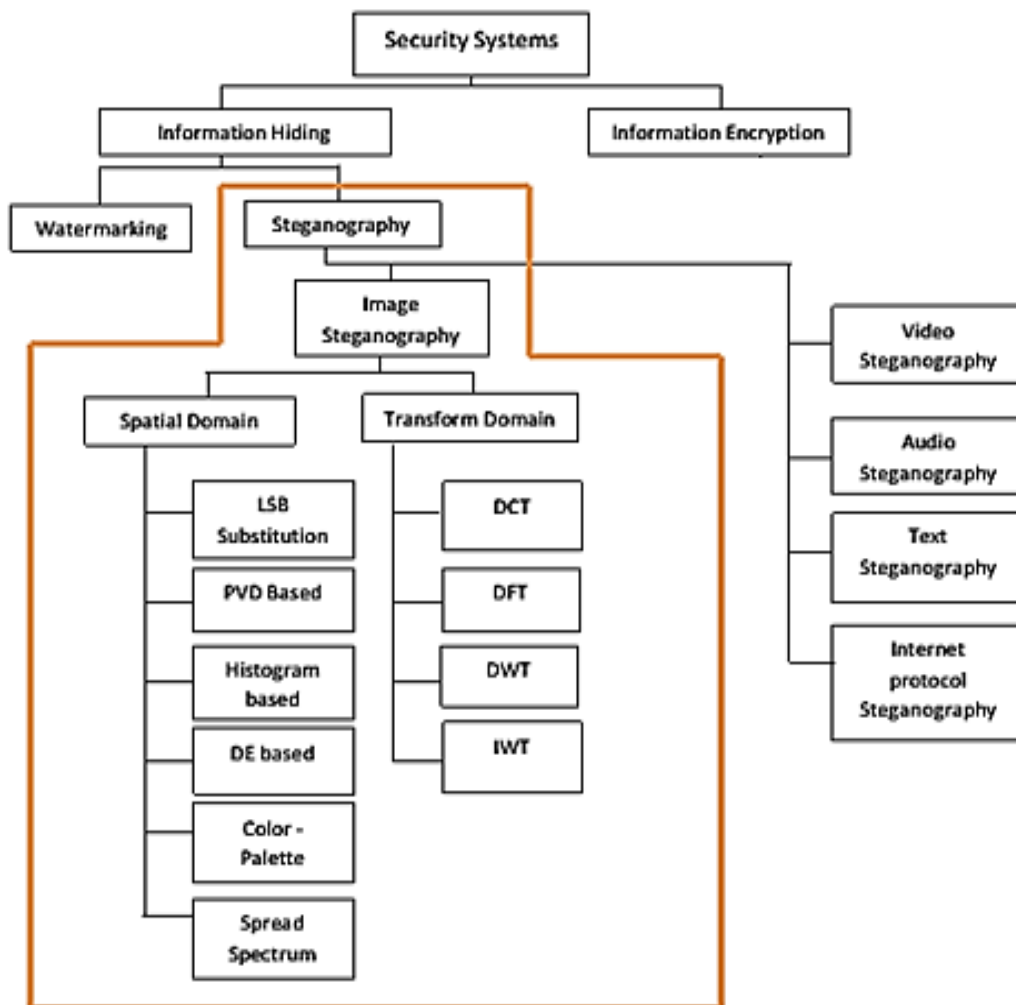 Security Systems
Information Hiding
Information Encryption
Watermarking
Steganography
Image
Steganography
Spatial Domain
Transform Domain
LSB
Substitution
PVD Based
Histogram
based
DE based
Color -
Palette
Spread
Spectrum
DCT
DFT
DWT
IWT
Video
Steganography
Audio
Steganography
Text
Steganography
Internet
protocol
Steganography